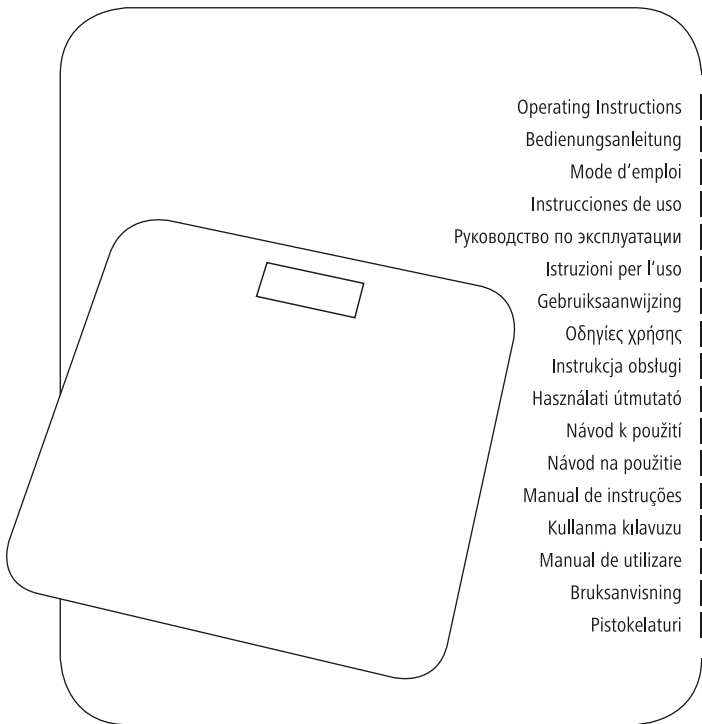 Operating Instructions
Bedienungsanleitung
Mode d‘emploi
Instrucciones de uso
Руководство по эксплуатации
Istruzioni per l‘uso
Gebruiksaanwijzing
Οδηγίες χρήσης
Instrukcja obsługi
Használati útmutató
Návod k použití
Návod na použitie
Manual de instruções
Kullanma kılavuzu
Manual de utilizare
Bruksanvisning
Pistokelaturi